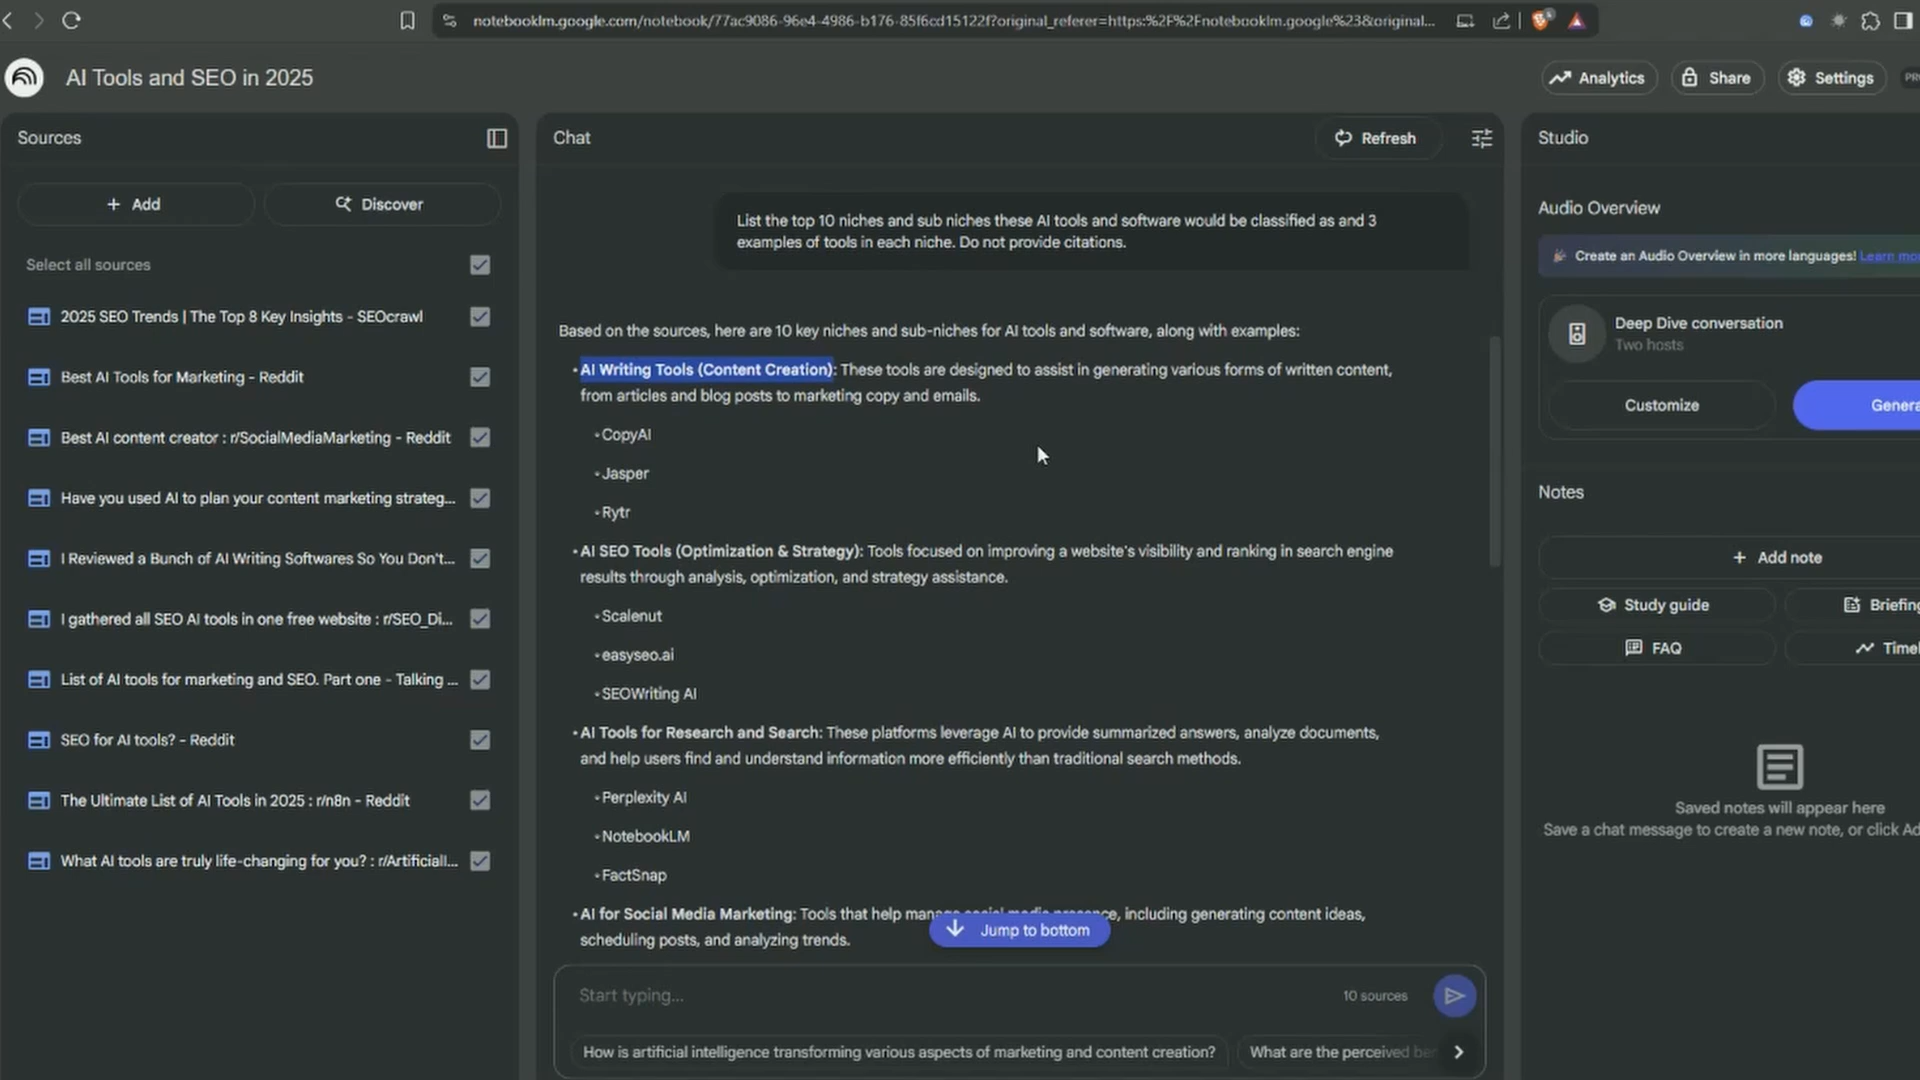 notebooklm.google.com/notebook/77ac9086-96e4-4986-b176-85f6cd15122f?original_referer=https:%2F%2Fnotebooklm.google%23&original...
AI Tools and SEO in 2025
Analytics
Share
Settings
Sources
Add
Discover
Select all sources
2025 SEO Trends | The Top 8 Key Insights - SEOcrawl
Best AI Tools for Marketing - Reddit
Best AI content creator : r/SocialMediaMarketing - Reddit
Have you used AI to plan your content marketing strateg...
I Reviewed a Bunch of AI Writing Softwares So You Don't...
I gathered all SEO AI tools in one free website : r/SEO_Di...
List of AI tools for marketing and SEO. Part one - Talking ...
SEO for AI tools? - Reddit
The Ultimate List of AI Tools in 2025 : r/n8n - Reddit
What AI tools are truly life-changing for you? : r/Artificiall...
Chat
Refresh
List the top 10 niches and sub niches these AI tools and software would be classified as and 3
examples of tools in each niche. Do not provide citations.
Based on the sources, here are 10 key niches and sub-niches for AI tools and software, along with examples:
• AI Writing Tools (Content Creation): These tools are designed to assist in generating various forms of written content,
from articles and blog posts to marketing copy and emails.
◦ CopyAI
◦ Jasper
◦ Rytr
• AI SEO Tools (Optimization & Strategy): Tools focused on improving a website's visibility and ranking in search engine
results through analysis, optimization, and strategy assistance.
◦ Scalenut
◦ easyseo.ai
◦ SEOWriting AI
• AI Tools for Research and Search: These platforms leverage AI to provide summarized answers, analyze documents,
and help users find and understand information more efficiently than traditional search methods.
◦ Perplexity AI
◦ NotebookLM
◦ FactSnap
• AI for Social Media Marketing: Tools that help manage social media presence, including generating content ideas,
scheduling posts, and analyzing trends.
Jump to bottom
Start typing...
10 sources
How is artificial intelligence transforming various aspects of marketing and content creation?
What are the perceived
Studio
Audio Overview
Create an Audio Overview in more languages! Learn
Deep Dive conversation
Two hosts
Customize
Genera
Notes
Add note
Study guide
Briefing
FAQ
Timel
Saved notes will appear here
Save a chat message to create a new note, or click Ad